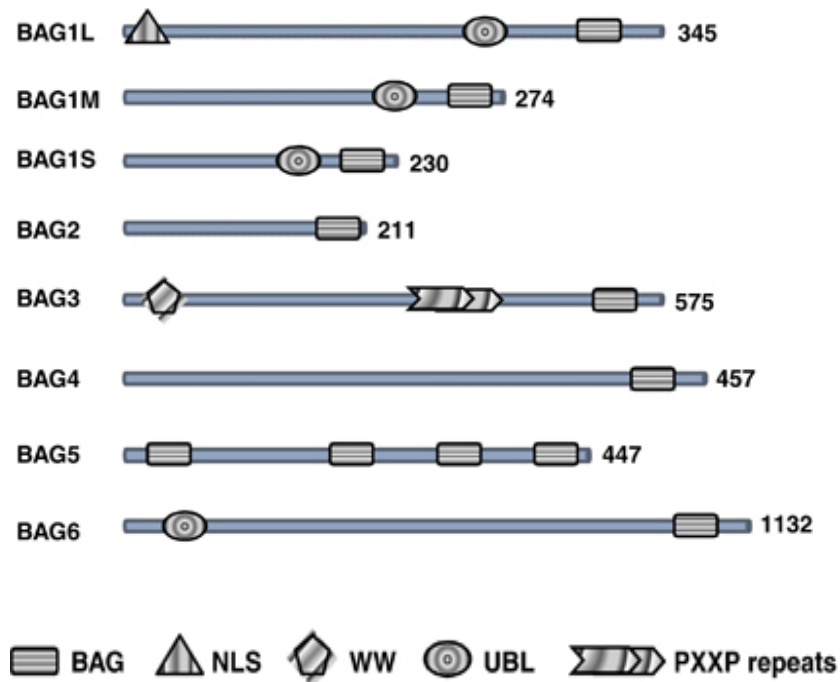 BAG1L 345
BAG1M 274
BAG1S 230
BAG2 211
BAG3 575
BAG4 457
BAG5 447
BAG6 1132
BAG NLS WW UBL PXXP repeats